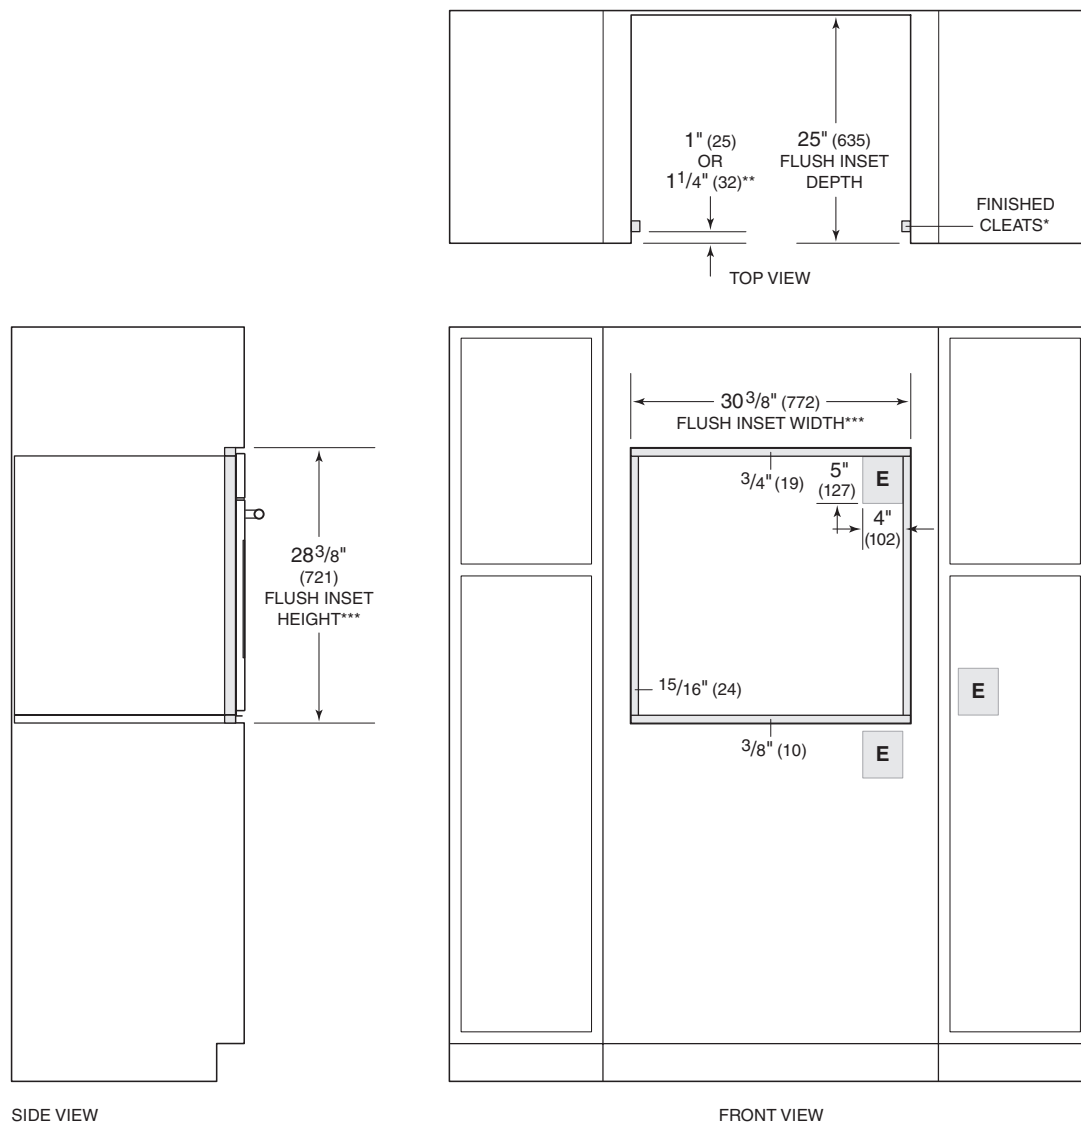 1" (25)
OR
1 1/4" (32)**
25" (635)
FLUSH INSET
DEPTH
FINISHED
CLEATS*
TOP VIEW
30 3/8" (772)
FLUSH INSET WIDTH***
3/4" (19)
5"
(127)
E
4"
(102)
28 3/8"
(721)
FLUSH INSET
HEIGHT***
15/16" (24)
E
3/8" (10)
E
SIDE VIEW
FRONT VIEW